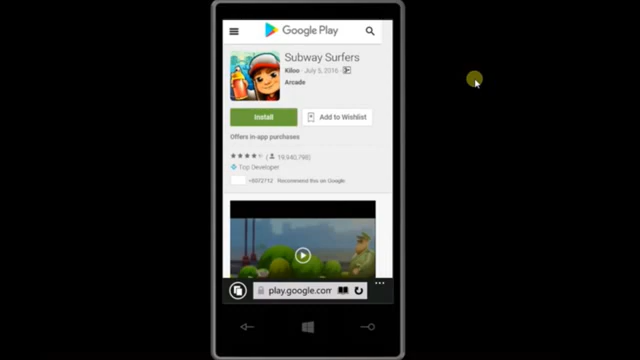 Google Play
Subway Surfers
Kiloo - July 5, 2016 -
Arcade
Install
Add to Wishlist
Offers in-app purchases
19,940,798)
Top Developer
Recommend this on Google
play.google.com